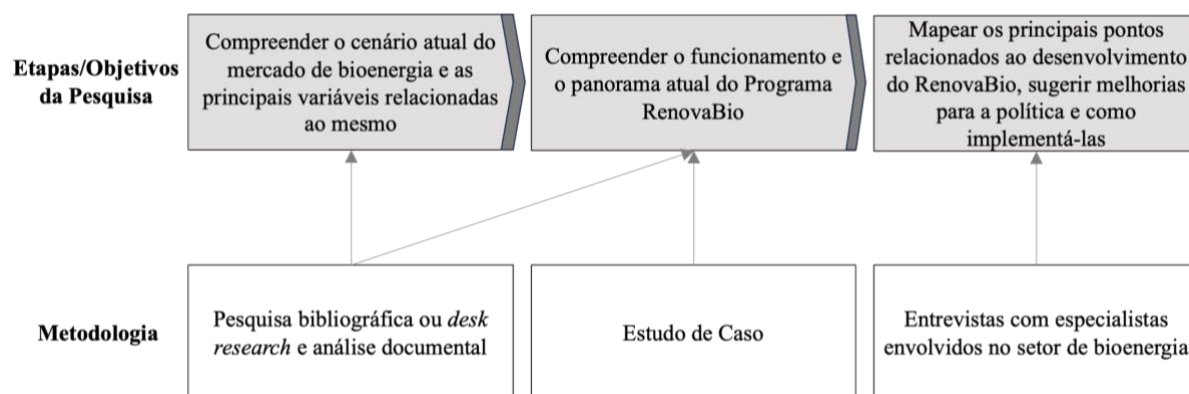 Etapas/Objetivos
da Pesquisa
Compreender o cenário atual do
mercado de bioenergia e as
principais variáveis relacionadas
ao mesmo
Compreender o funcionamento e
o panorama atual do Programa
RenovaBio
Mapear os principais pontos
relacionados ao desenvolvimento
do RenovaBio, sugerir melhorias
para a política e como
implementá-las
Metodologia
Pesquisa bibliográfica ou desk
research e análise documental
Estudo de Caso
Entrevistas com especialistas
envolvidos no setor de bioenergia